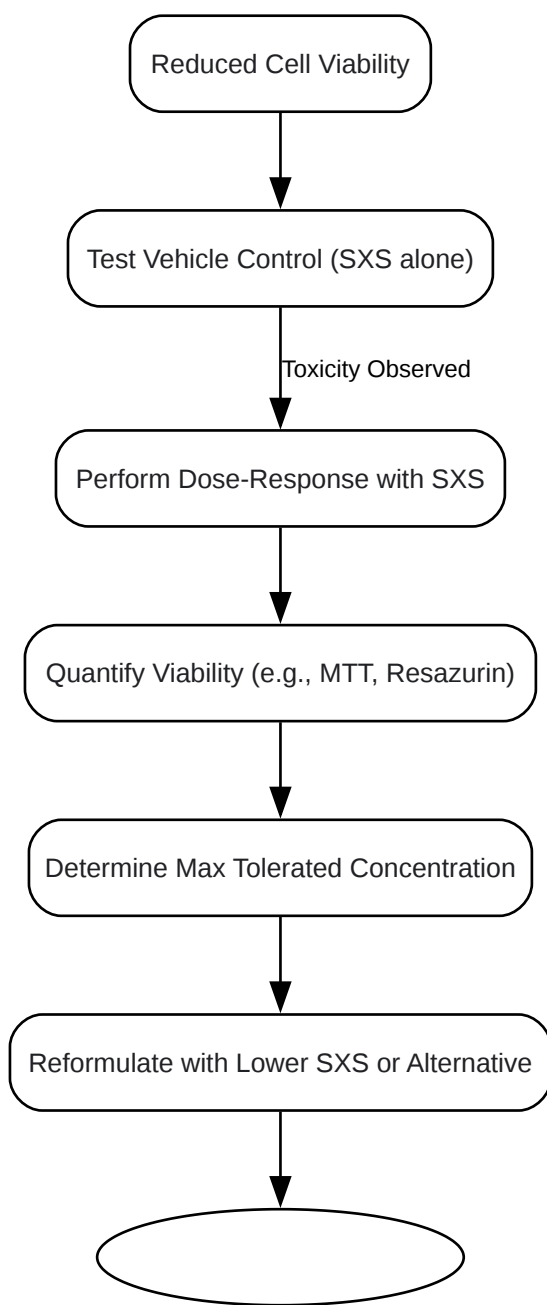 Reduced Cell Viability
Test Vehicle Control (SXS alone)
Toxicity Observed
Perform Dose-Response with SXS
Quantify Viability (e.g., MTT, Resazurin)
Determine Max Tolerated Concentration
Reformulate with Lower SXS or Alternative